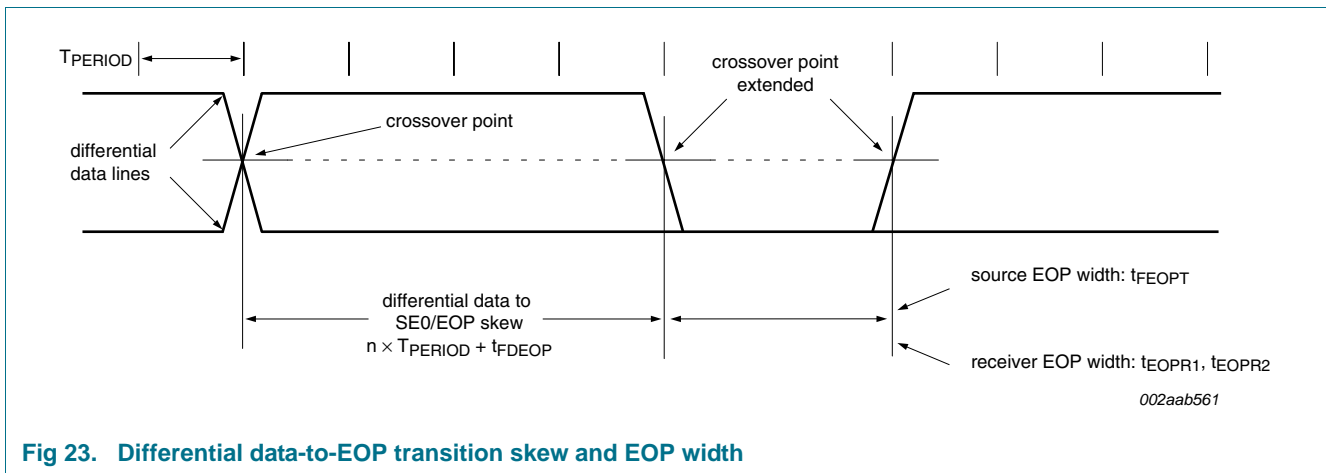 TPERIOD
crossover point
extended
crossover point
differential
data lines
differential data to
SE0/EOP skew
n × TPERIOD + tFDEOP
source EOP width: tFEOPT
receiver EOP width: tEOPR1, tEOPR2
002aab561
Fig 23. Differential data-to-EOP transition skew and EOP width